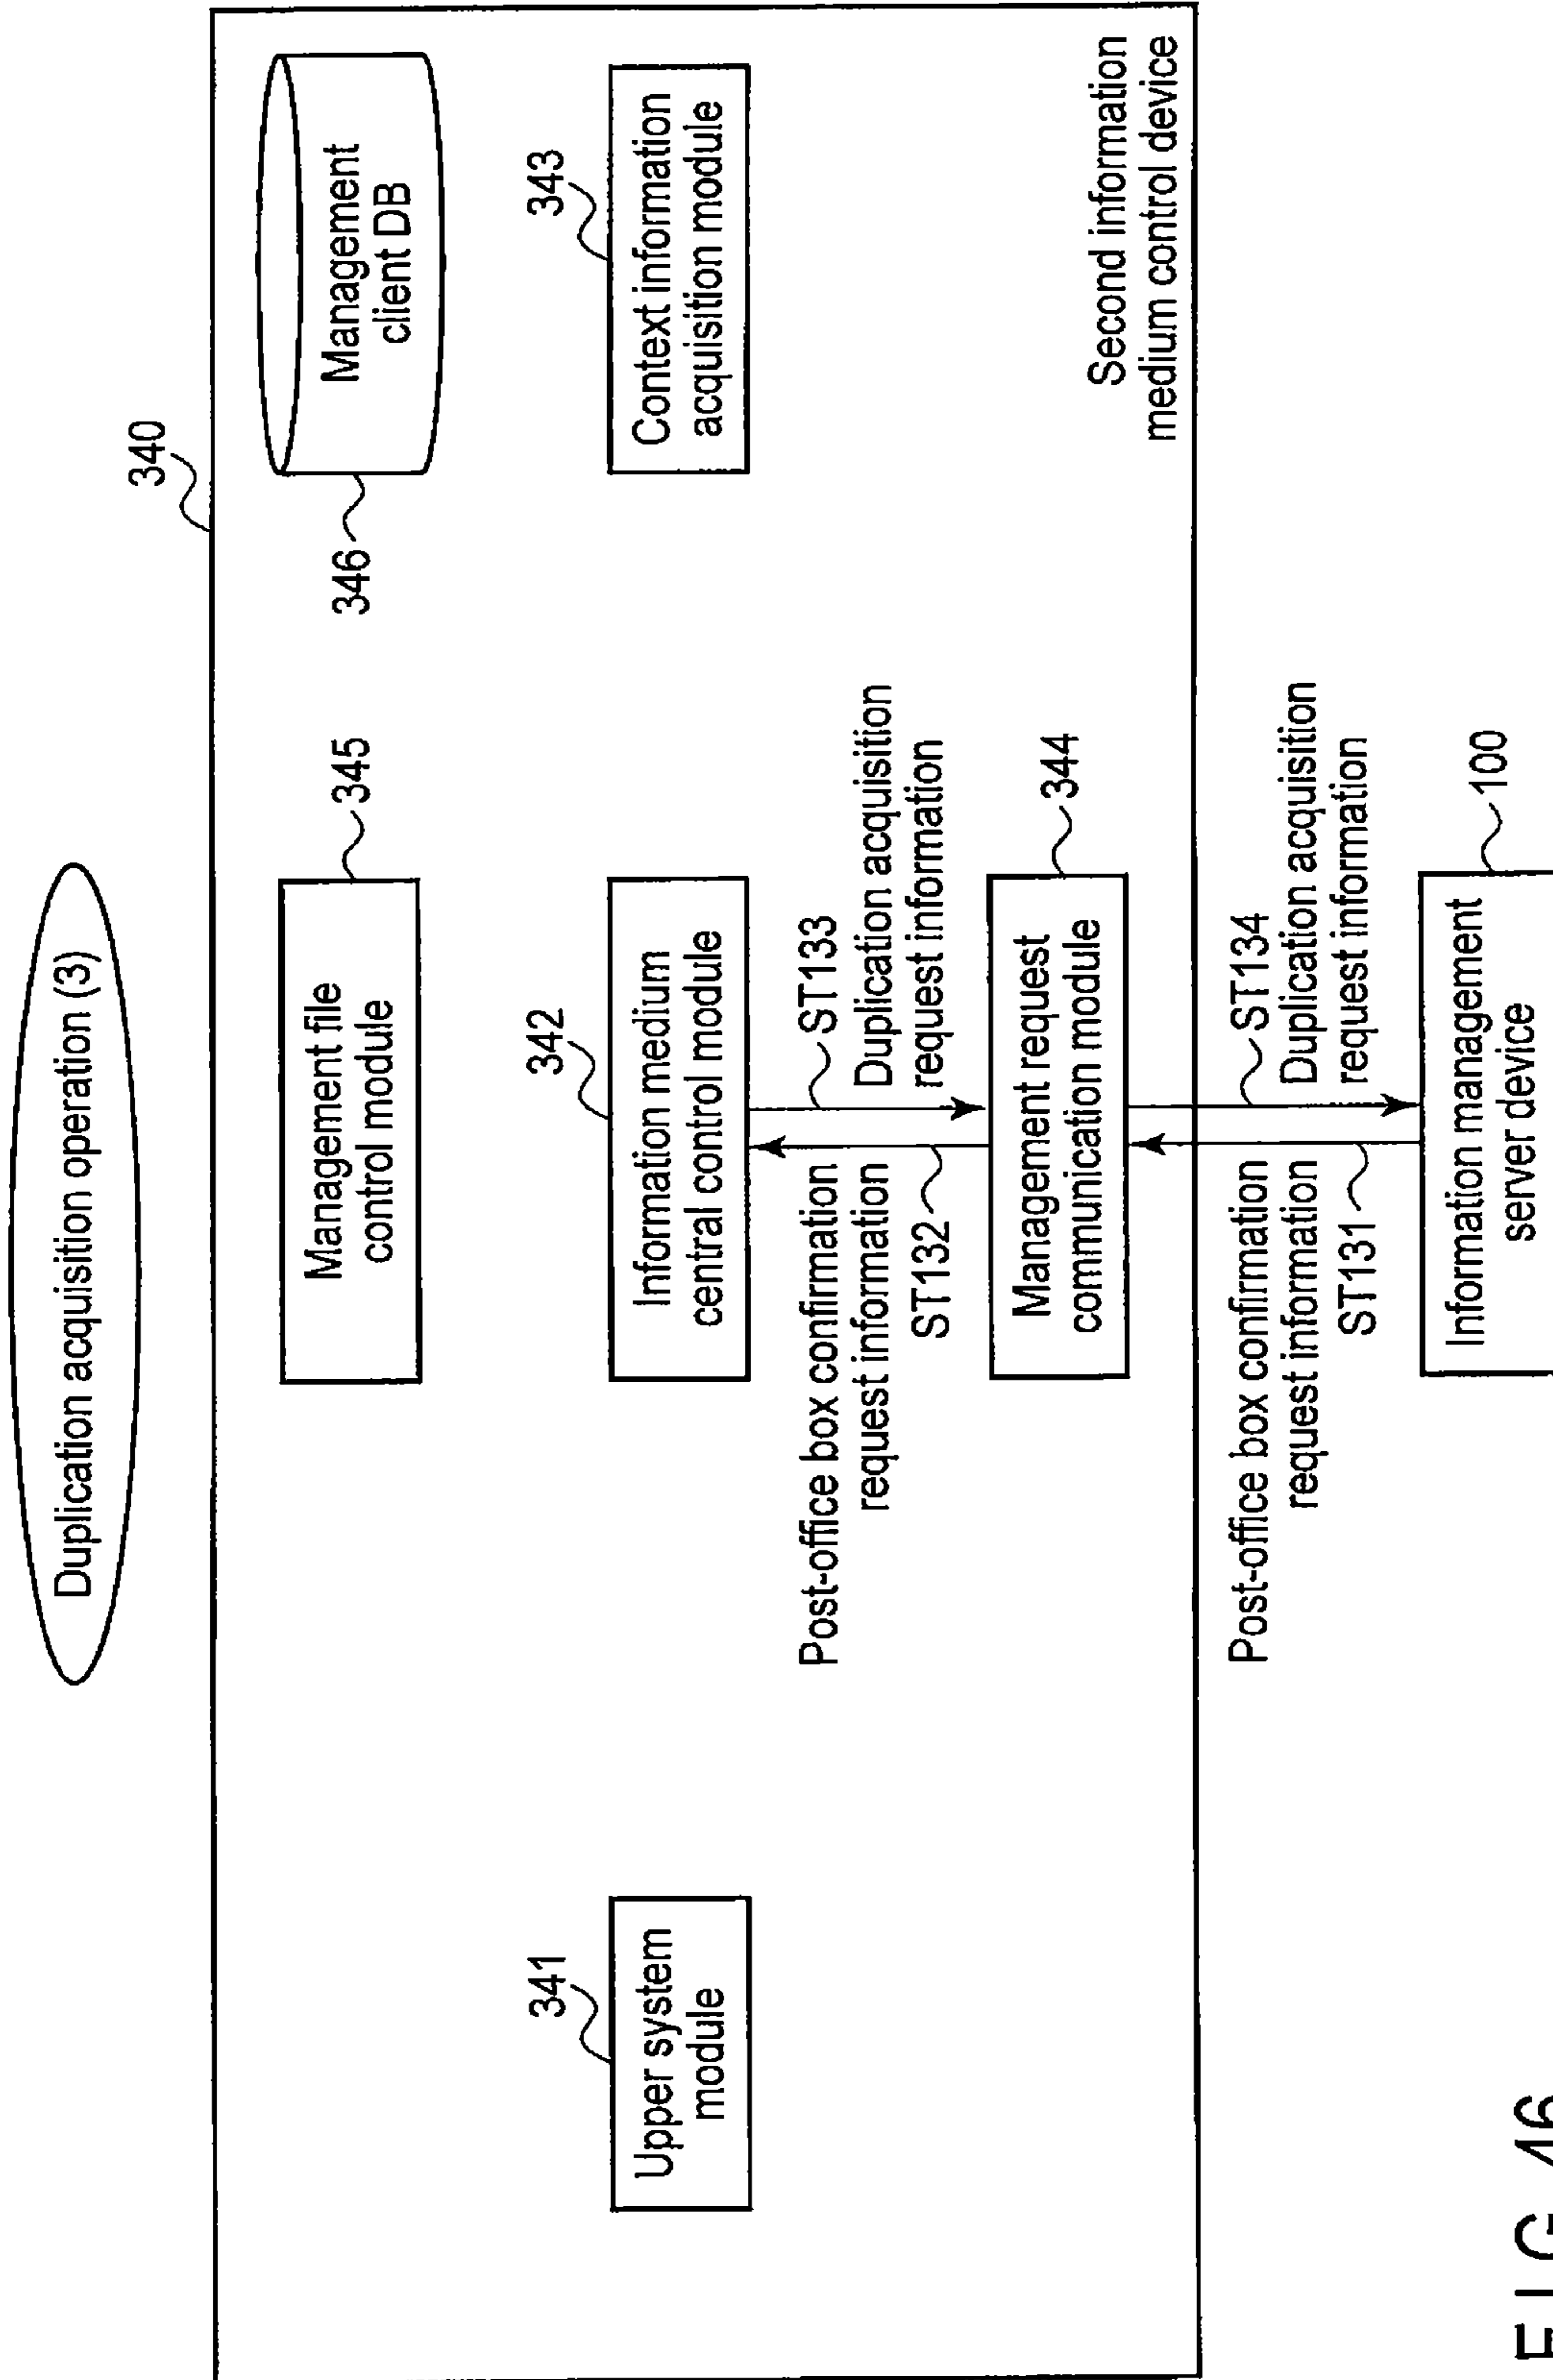 Duplication acquisition operation (3)
340
Management file
control module
345
346
Management
client DB
341
Upper system
module
342
Information medium
central control module
343
Context information
acquisition module
Post-office box confirmation
request information
ST132
ST133
Duplication acquisition
request information
Management request
communication module
344
Second information
medium control device
Post-office box confirmation
request information
ST131
ST134
Duplication acquisition
request information
Information management
server device
100
F I G. 46